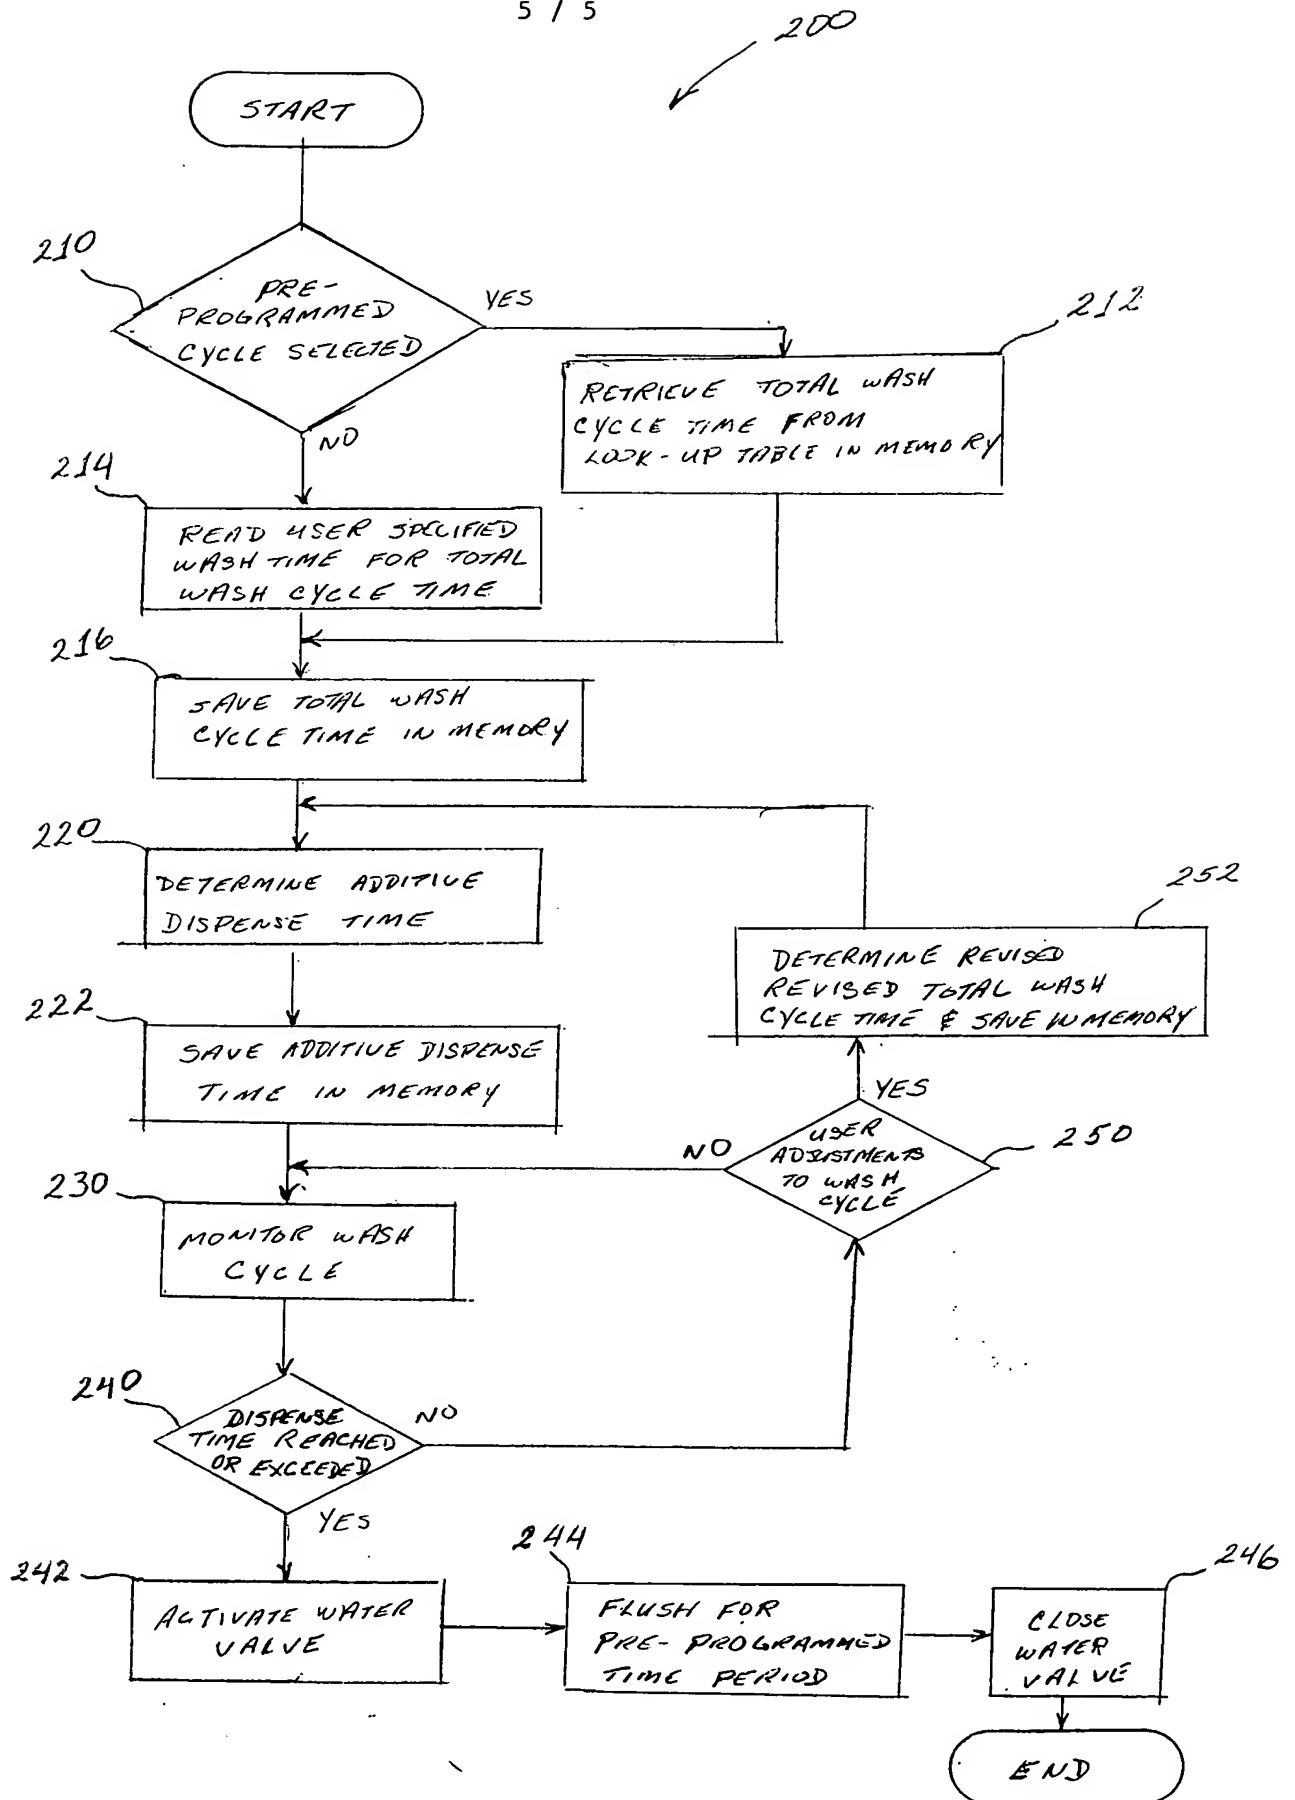 5 / 5
200
START
210
PRE-
PROGRAMMED
CYCLE SELECTED
YES
212
RETRIEVE TOTAL WASH
CYCLE TIME FROM
LOOK-UP TABLE IN MEMORY
NO
214
READ USER SPECIFIED
WASH TIME FOR TOTAL
WASH CYCLE TIME
216
SAVE TOTAL WASH
CYCLE TIME IN MEMORY
220
DETERMINE ADDITIVE
DISPENSE TIME
252
DETERMINE REVISED
REVISED TOTAL WASH
CYCLE TIME & SAVE IN MEMORY
222
SAVE ADDITIVE DISPENSE
TIME IN MEMORY
YES
250
USER
ADJUSTMENTS
TO WASH
CYCLE
NO
230
MONITOR WASH
CYCLE
240
DISPENSE
TIME REACHED
OR EXCEEDED
NO
YES
242
ACTIVATE WATER
VALVE
244
FLUSH FOR
PRE-PROGRAMMED
TIME PERIOD
246
CLOSE
WATER
VALVE
END